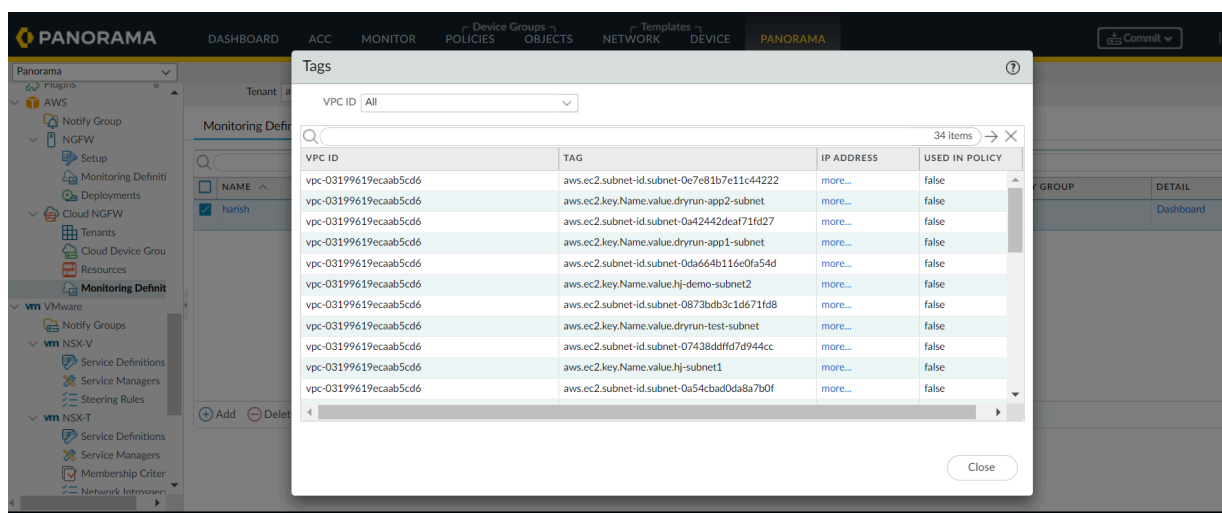 PANORAMA
DASHBOARD
ACC
MONITOR
Device Groups
POLICIES
OBJECTS
Templates
NETWORK
DEVICE
PANORAMA
Commit
Panorama
Plugins
AWS
Notify Group
NGFW
Setup
Monitoring Definiti
Deployments
Cloud NGFW
Tenants
Cloud Device Grou
Resources
Monitoring Definit
vm VMware
Notify Groups
vm NSX-V
Service Definitions
Service Managers
Steering Rules
vm NSX-T
Service Definitions
Service Managers
Membership Criter
Network Introspec
Tenant a
Monitoring Defin
NAME
harish
Add Delet
Y GROUP
DETAIL
Dashboard
Tags
VPC ID All
34 items
VPC ID TAG IP ADDRESS USED IN POLICY
vpc-03199619ecaab5cd6 aws.ec2.subnet-id.subnet-0e7e81b7e11c44222 more... false
vpc-03199619ecaab5cd6 aws.ec2.key.Name.value.dryrun-app2-subnet more... false
vpc-03199619ecaab5cd6 aws.ec2.subnet-id.subnet-0a42442deaf71fd27 more... false
vpc-03199619ecaab5cd6 aws.ec2.key.Name.value.dryrun-app1-subnet more... false
vpc-03199619ecaab5cd6 aws.ec2.subnet-id.subnet-0da664b116e0fa54d more... false
vpc-03199619ecaab5cd6 aws.ec2.key.Name.value.hj-demo-subnet2 more... false
vpc-03199619ecaab5cd6 aws.ec2.subnet-id.subnet-0873bdb3c1d671fd8 more... false
vpc-03199619ecaab5cd6 aws.ec2.key.Name.value.dryrun-test-subnet more... false
vpc-03199619ecaab5cd6 aws.ec2.subnet-id.subnet-07438ddffd7d944cc more... false
vpc-03199619ecaab5cd6 aws.ec2.key.Name.value.hj-subnet1 more... false
vpc-03199619ecaab5cd6 aws.ec2.subnet-id.subnet-0a54cbad0da8a7b0f more... false
Close